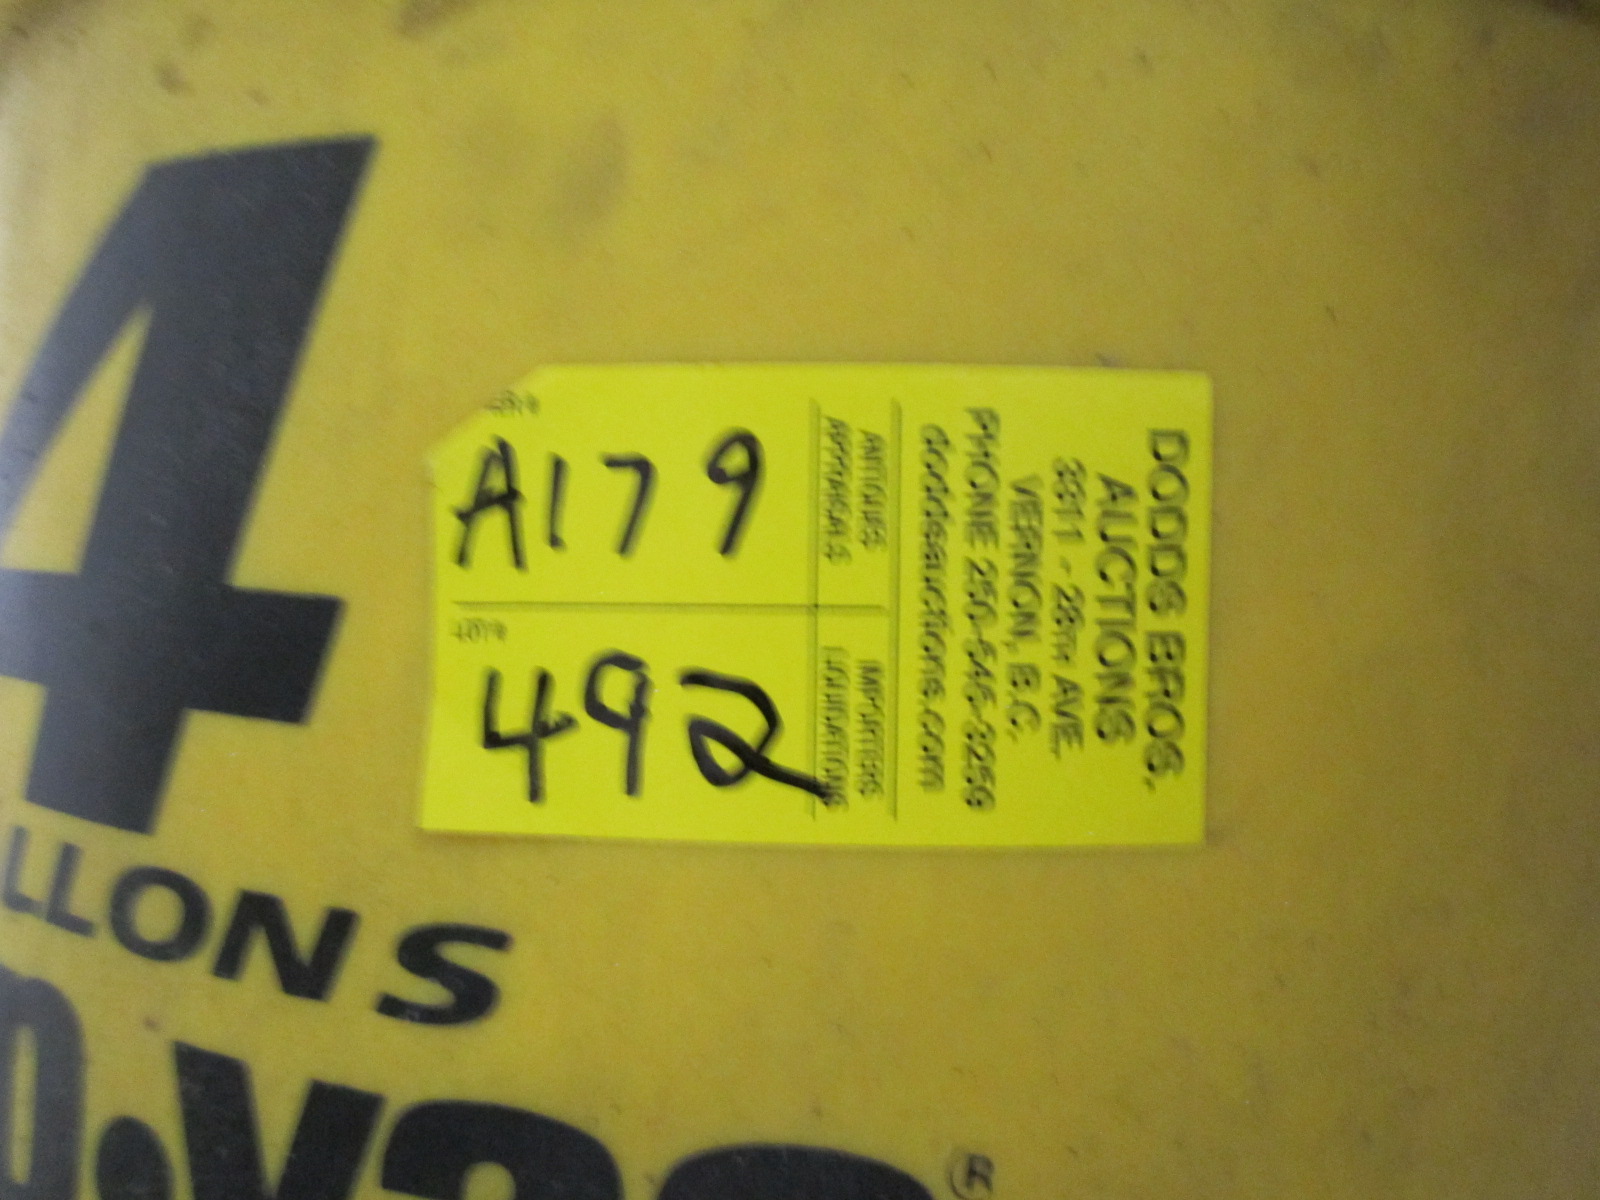 4
LLONS
®
A179
LOT#
492
DODDS BROS.
AUCTIONS
3311 - 28TH AVE.
VERNON, B.C.
PHONE 250-545-3259
doddsauctions.com
ANTIQUES
APPRAISALS
IMPORTERS
LIQUIDATIONS